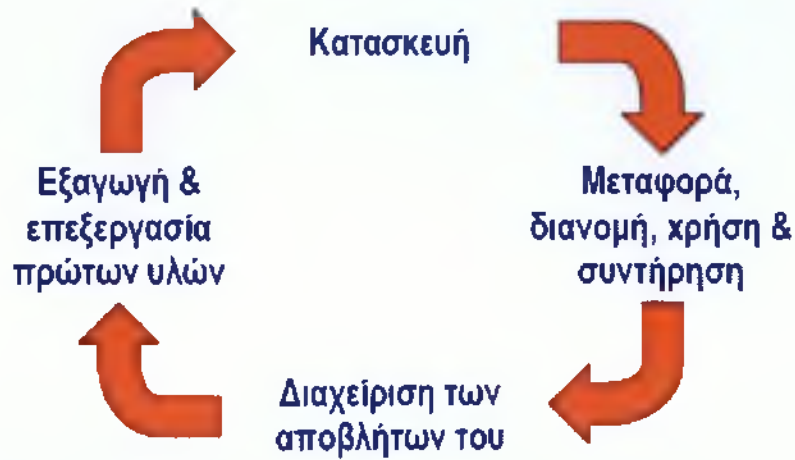 Κατασκευή
Εξαγωγή &
επεξεργασία
πρώτων υλών
Μεταφορά,
διανομή, χρήση &
συντήρηση
Διαχείριση των
αποβλήτων του